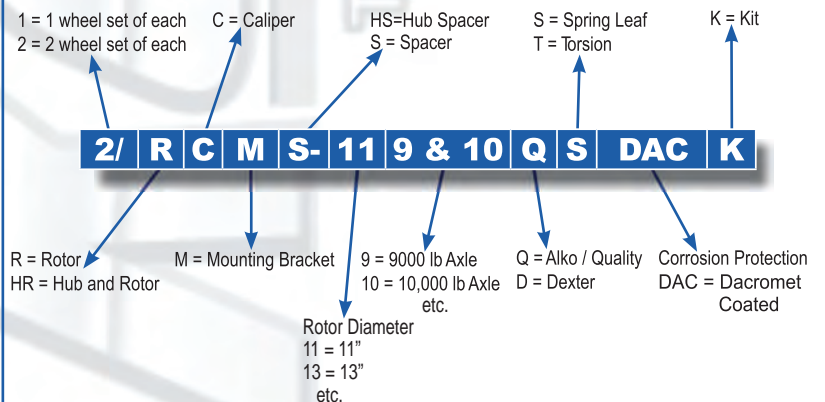 1 = 1 wheel set of each
2 = 2 wheel set of each
C = Caliper
HS=Hub Spacer
S = Spacer
S = Spring Leaf
T = Torsion
K = Kit
2/ R C M S- 11 9 & 10 Q S DAC K
R = Rotor
HR = Hub and Rotor
M = Mounting Bracket
9 = 9000 lb Axle
10 = 10,000 lb Axle
etc.
Q = Alko / Quality
D = Dexter
Corrosion Protection
DAC = Dacromet
Coated
Rotor Diameter
11 = 11”
13 = 13”
etc.